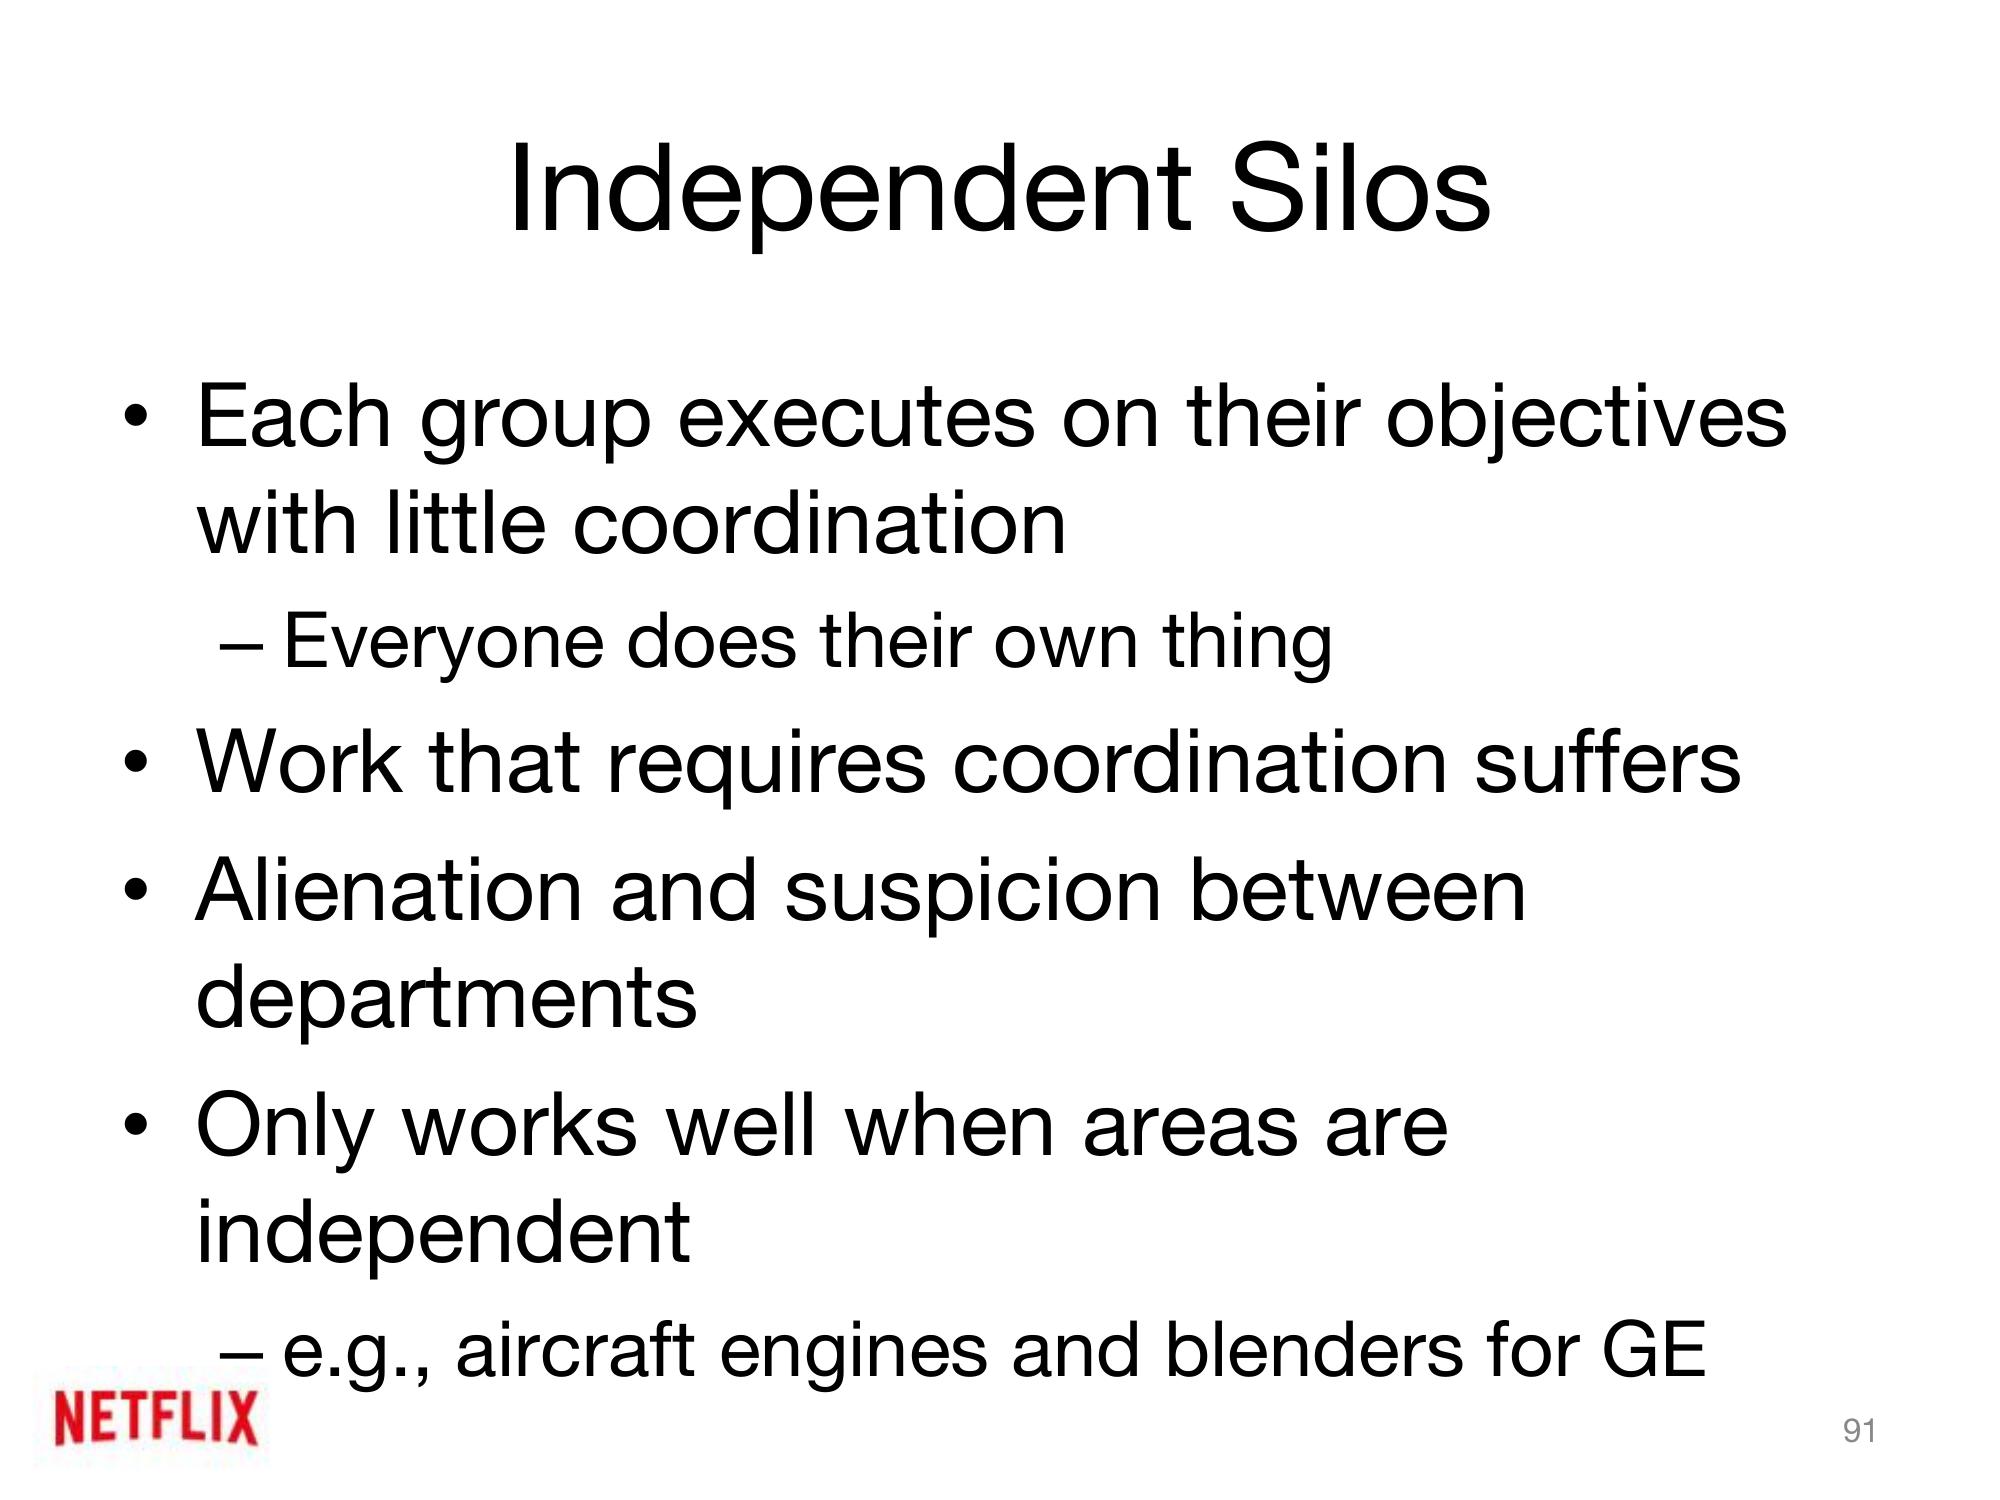 Independent Silos
• Each group executes on their objectives
with little coordination
– Everyone does their own thing
• Work that requires coordination suffers
• Alienation and suspicion between
departments
• Only works well when areas are
independent
– e.g., aircraft engines and blenders for GE
NETFLIX
91